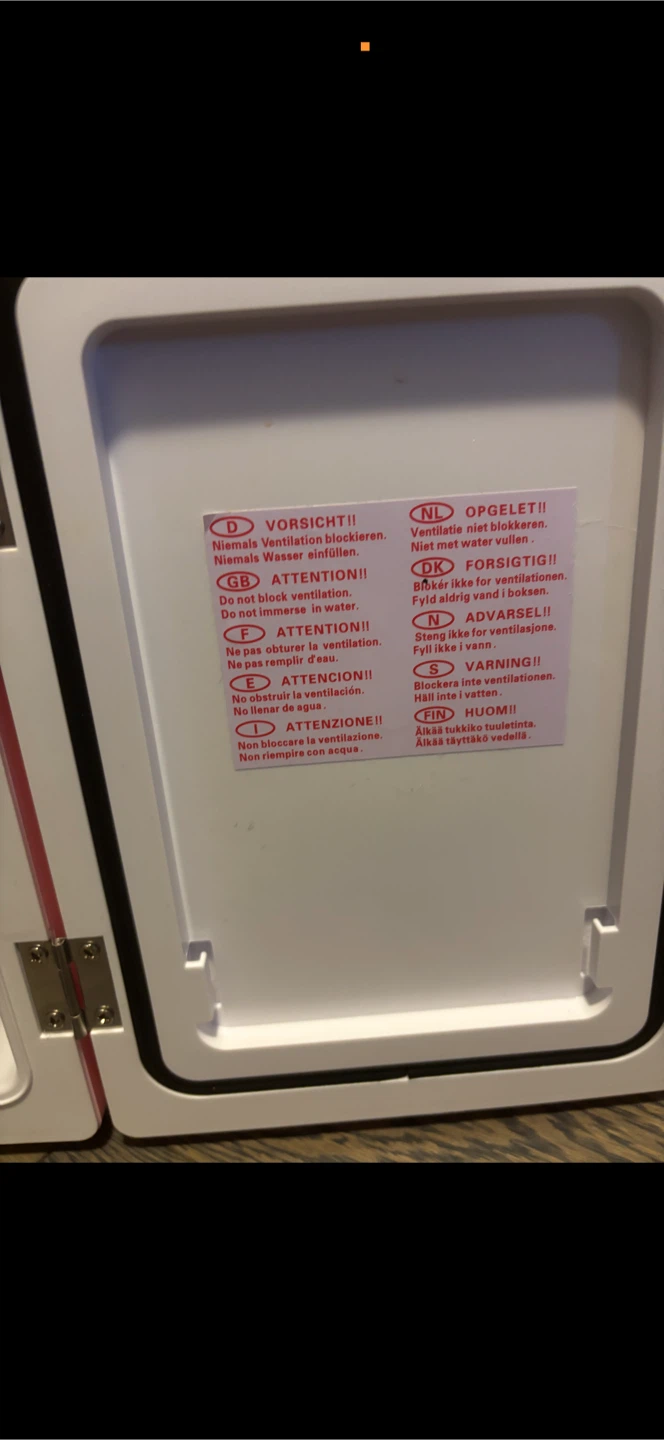 D VORSICHT!!
Niemals Ventilation blockieren.
Niemals Wasser einfüllen.
GB ATTENTION!!
Do not block ventilation.
Do not immerse in water.
F ATTENTION!!
Ne pas obturer la ventilation.
Ne pas remplir d'eau.
E ATTENCION!!
No obstruir la ventilación.
No llenar de agua.
I ATTENZIONE!!
Non bloccare la ventilazione.
Non riempire con acqua.
NL OPGELET!!
Ventilatie niet blokkeren.
Niet met water vullen.
DK FORSIGTIG!!
Blokér ikke for ventilationen.
Fyld aldrig vand i boksen.
N ADVARSEL!!
Steng ikke for ventilasjone.
Fyll ikke i vann.
S VARNING!!
Blockera inte ventilationen.
Häll inte i vatten.
FIN HUOM!!
Älkää tukkiko tuuletinta.
Älkää täyttäkö vedellä.